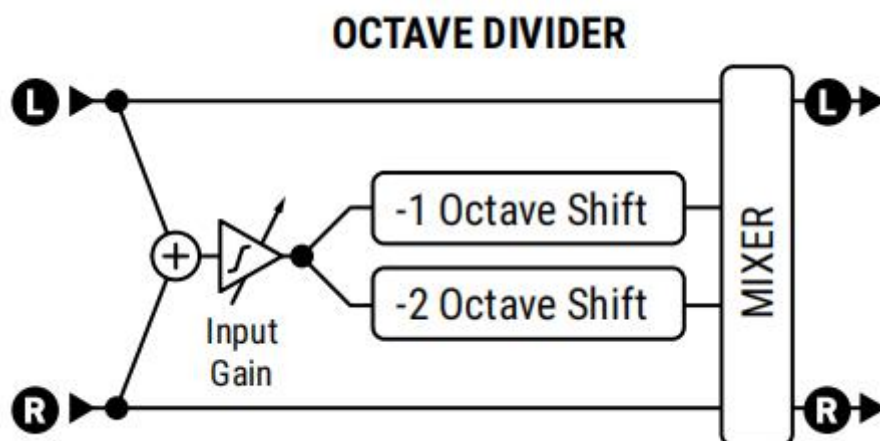 OCTAVE DIVIDER
L
L
-1 Octave Shift
+
-2 Octave Shift
MIXER
Input
Gain
R
R